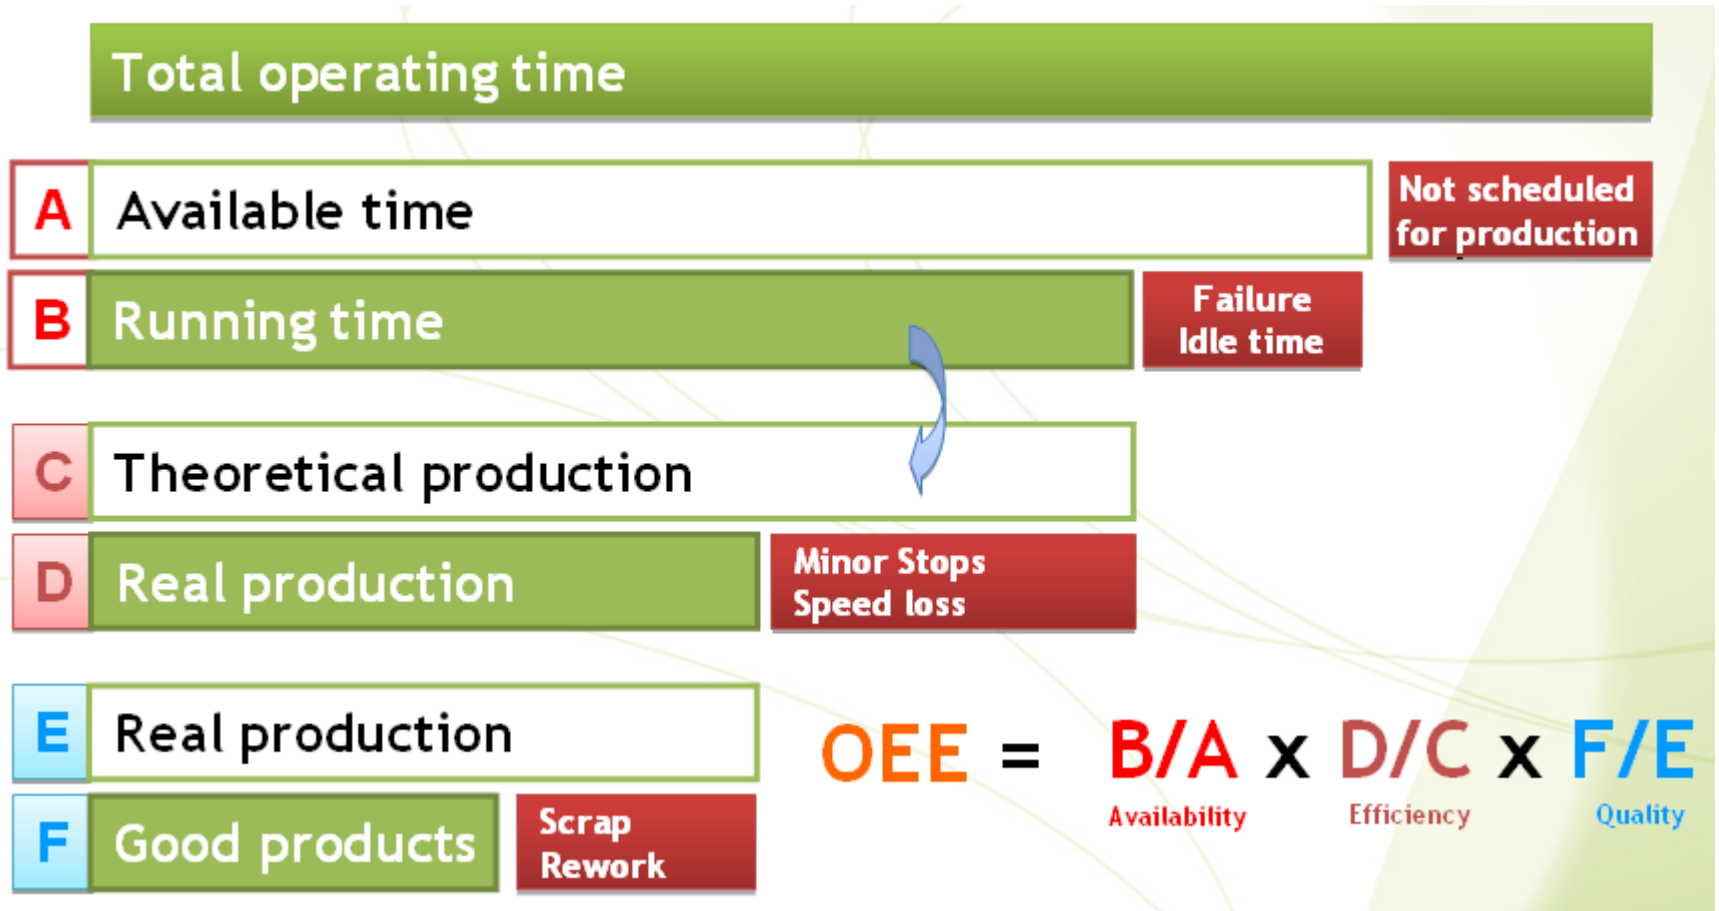 Total operating time
A Available time
Not scheduled
for production
B Running time
Failure
Idle time
C Theoretical production
D Real production
Minor Stops
Speed loss
E Real production
F Good products
Scrap
Rework
OEE = B/A x D/C x F/E
Availability Efficiency Quality